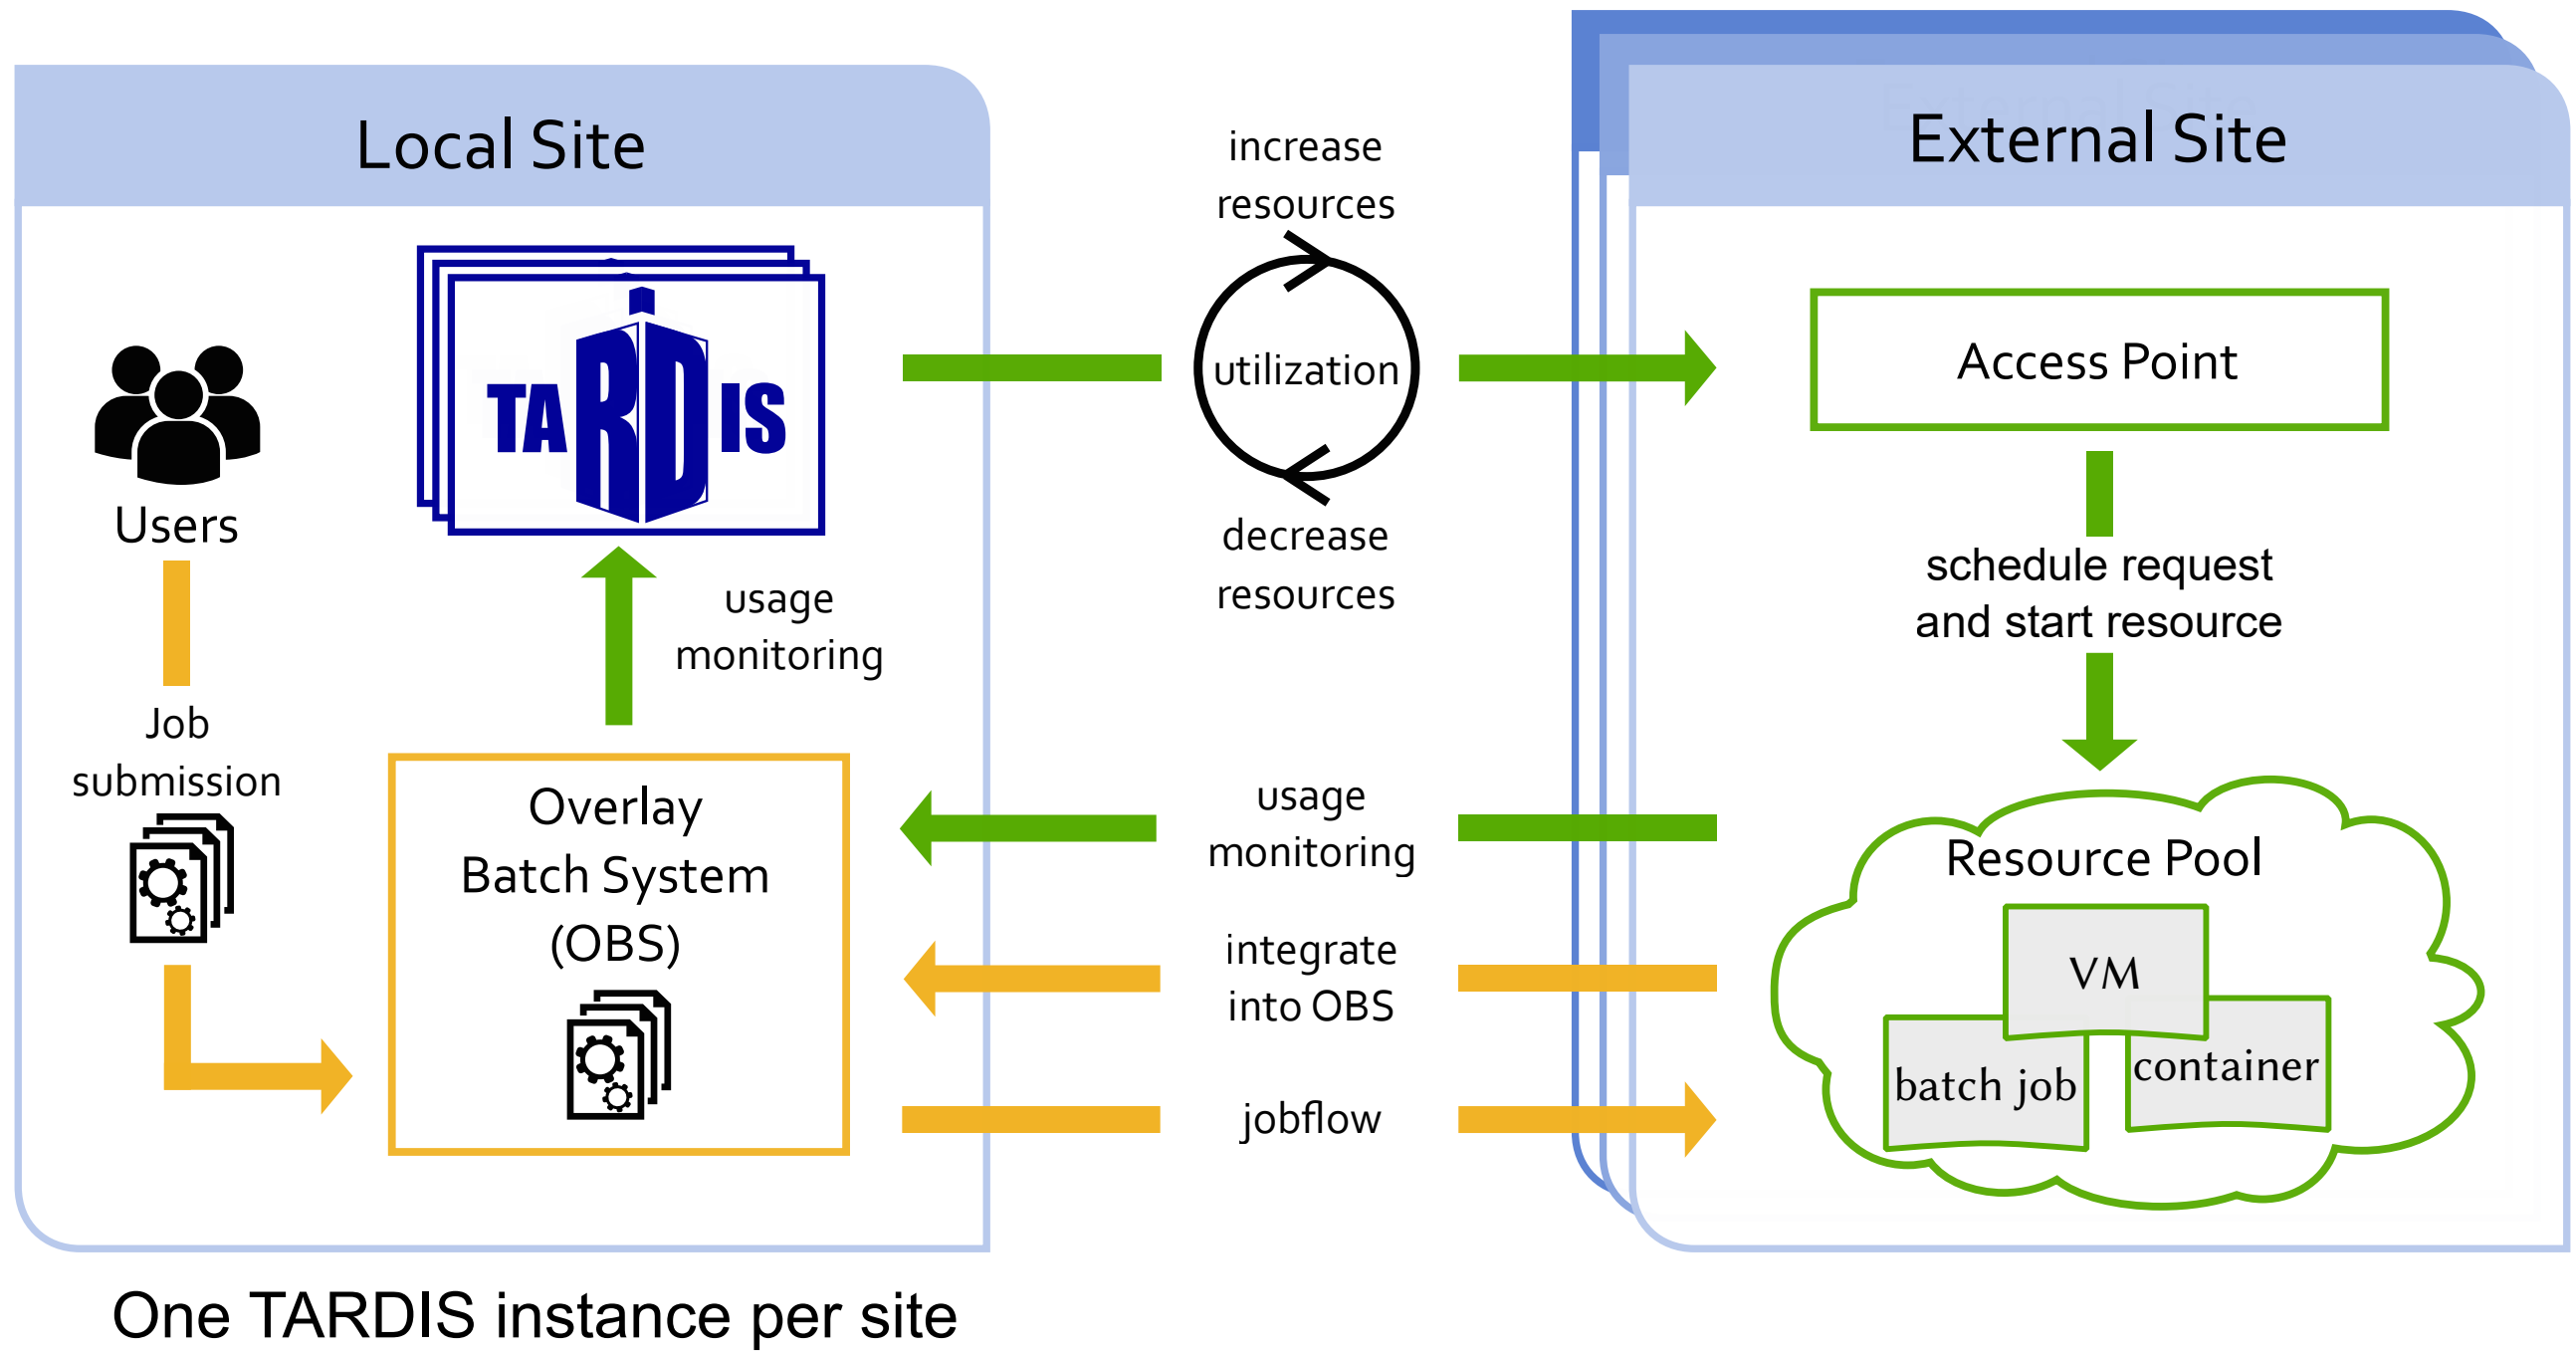 Local Site
TARDIS
Users
Job
submission
usage
monitoring
Overlay
Batch System
(OBS)
increase
resources
utilization
decrease
resources
usage
monitoring
integrate
into OBS
jobflow
External Site
Access Point
schedule request
and start resource
Resource Pool
VM
batch job
container
One TARDIS instance per site